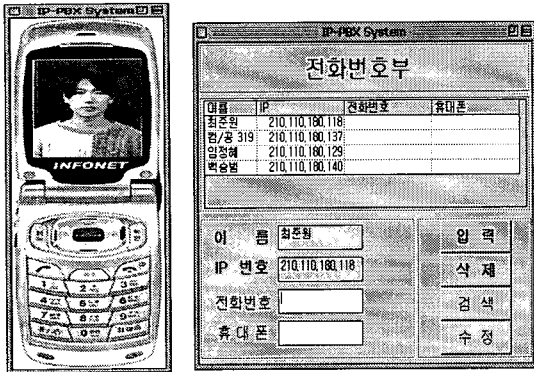 IP-PBX System
INFONET
IP-PBX System
전화번호부
이름 IP 전화번호 휴대폰
최준원 210,110,180,118
컴/공 319 210,110,180,137
임정혜 210,110,180,129
백승범 210,110,180,140
이 름 최준원
IP 번호 210,110,180,118
전화번호
휴대폰
입 력
삭 제
검 색
수 정